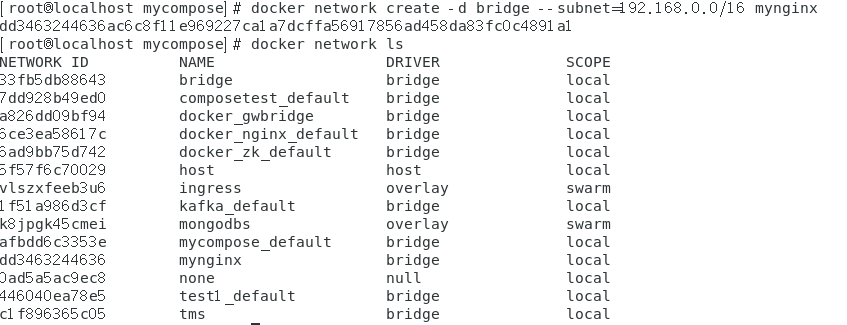 [root@localhost mycompose]# docker network create -d bridge --subnet=192.168.0.0/16 mynginx
dd3463244636ac6c8f11e969227ca1a7dcffa56917856ad458da83fc0c4891a1
[root@localhost mycompose]# docker network ls
NETWORK ID NAME DRIVER SCOPE
33fb5db88643 bridge bridge local
7dd928b49ed0 composetest_default bridge local
a826dd09bf94 docker_gwbridge bridge local
6ce3ea58617c docker_nginx_default bridge local
6ad9bb75d742 docker_zk_default bridge local
5f57f6c70029 host host local
vlszxfeeb3u6 ingress overlay swarm
1f51a986d3cf kafka_default bridge local
k8jpgk45cmei mongodbs overlay swarm
afbdd6c3353e mycompose_default bridge local
dd3463244636 mynginx bridge local
0ad5a5ac9ec8 none null local
446040ea78e5 test1_default bridge local
c1f896365c05 tms bridge local